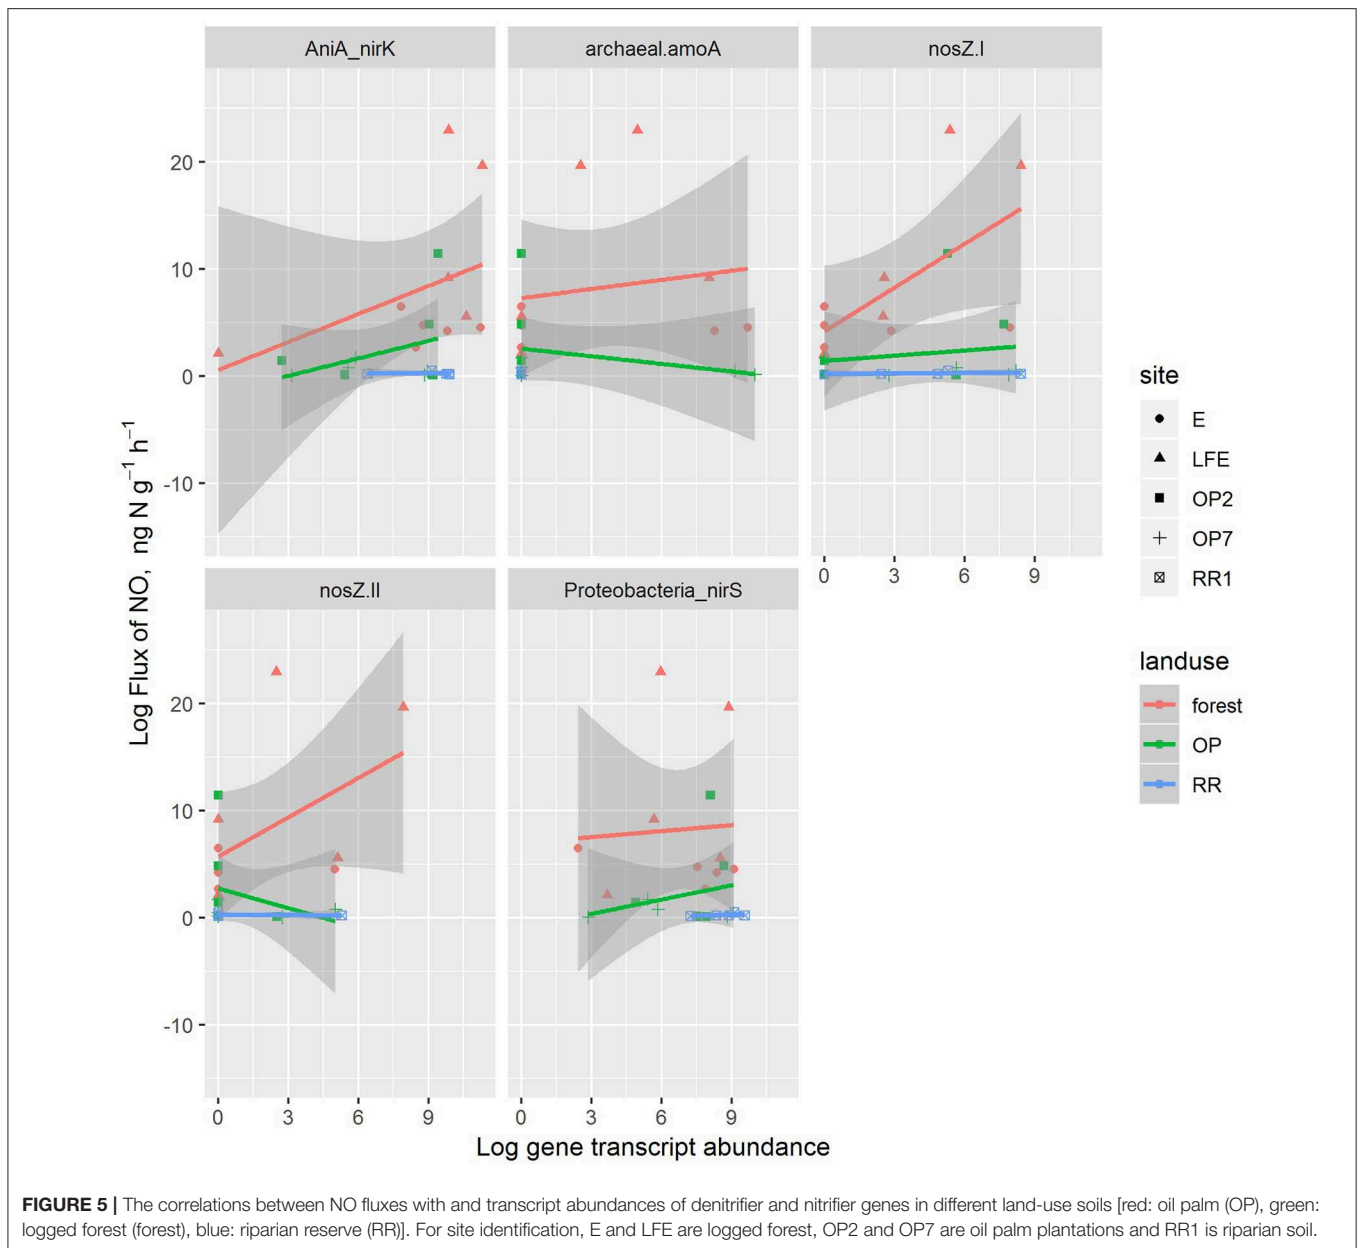 AniA_nirK
archaeal.amoA
nosZ.I
20
10
0
-10
0 3 6 9
nosZ.II
Proteobacteria_nirS
20
10
0
-10
0 3 6 9
0 3 6 9
Log Flux of NO, ng N g⁻¹ h⁻¹
Log gene transcript abundance
site
E
LFE
OP2
OP7
RR1
landuse
forest
OP
RR
FIGURE 5 | The correlations between NO fluxes with and transcript abundances of denitrifier and nitrifier genes in different land-use soils [red: oil palm (OP), green:
logged forest (forest), blue: riparian reserve (RR)]. For site identification, E and LFE are logged forest, OP2 and OP7 are oil palm plantations and RR1 is riparian soil.